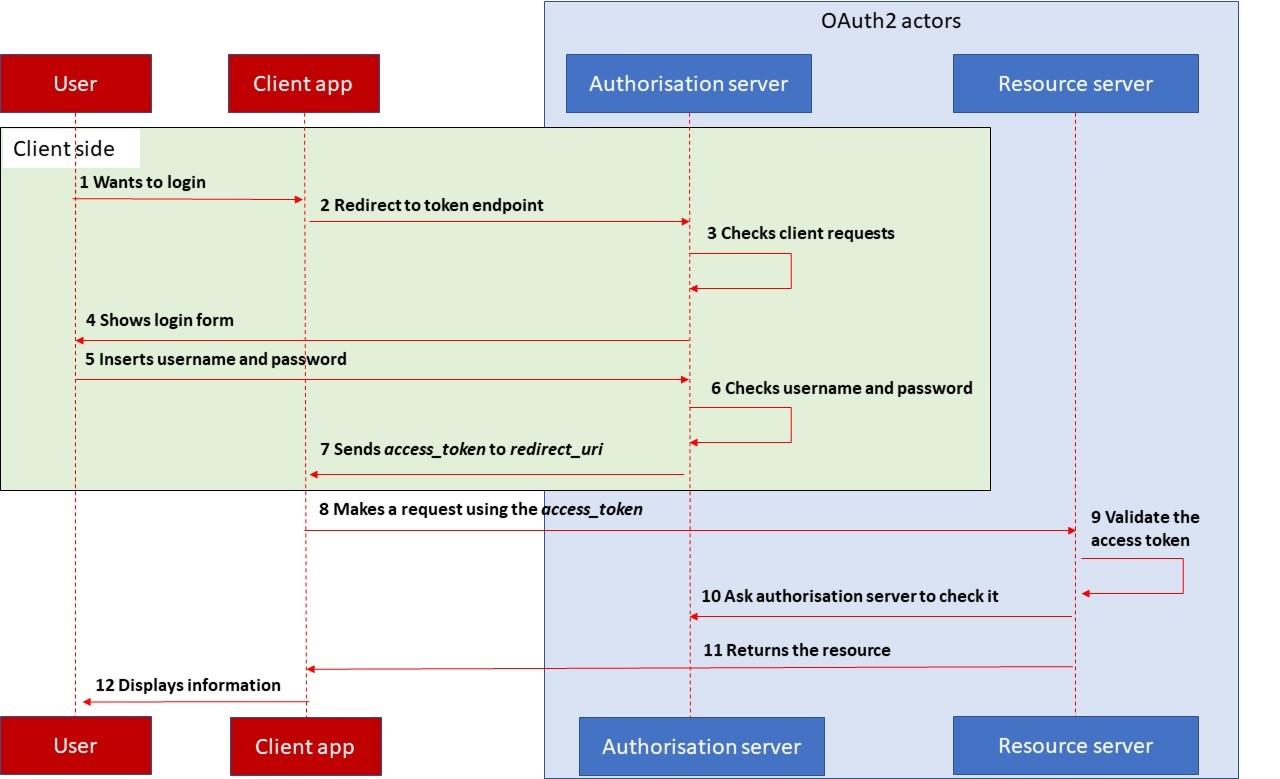 OAuth2 actors
User
Client app
Authorisation server
Resource server
Client side
1 Wants to login
2 Redirect to token endpoint
3 Checks client requests
4 Shows login form
5 Inserts username and password
6 Checks username and password
7 Sends access_token to redirect_uri
8 Makes a request using the access_token
9 Validate the
access token
10 Ask authorisation server to check it
11 Returns the resource
12 Displays information
User
Client app
Authorisation server
Resource server